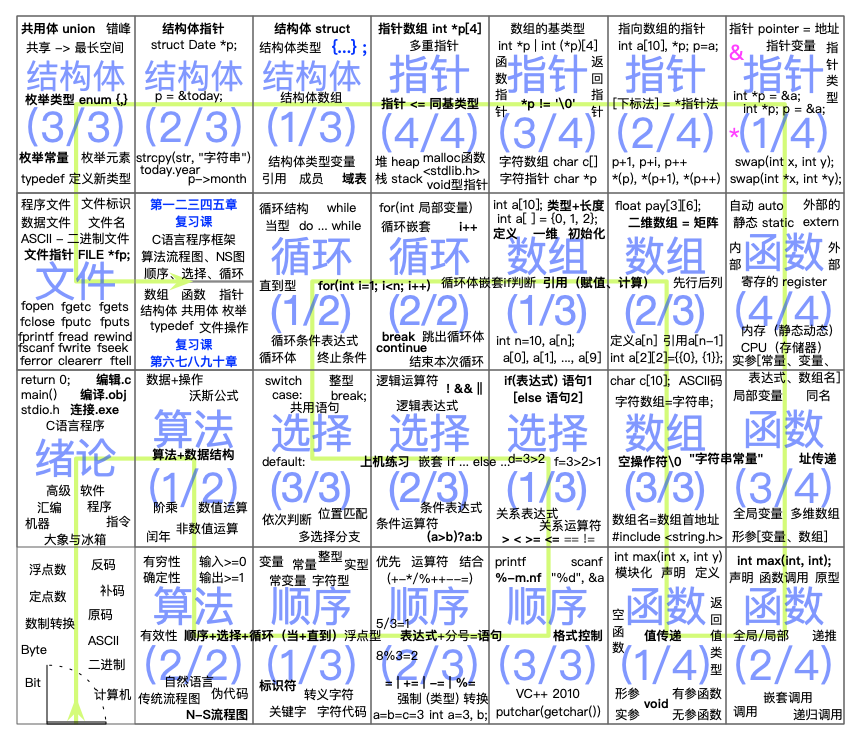 共用体 union 错峰
共享 -> 最长空间
结构体
枚举类型 enum {,}
(3/3)
枚举常量 枚举元素
typedef 定义新类型
结构体指针
struct Date *p;
结构体
p = &today;
(2/3)
strcpy(str, "字符串")
today.year
p->month
结构体 struct
结构体类型 {...} ;
结构体
结构体数组
(1/3)
结构体类型变量
引用 成员 域表
指针数组 int *p[4]
多重指针
指针
指针 <= 同基类型
(4/4)
堆 heap malloc函数
<stdlib.h>
栈 stack void型指针
数组的基类型
int *p | int (*p)[4]
函数指针
指针
返回指针
*p != '\0'
(3/4)
字符数组 char c[]
字符指针 char *p
指向数组的指针
int a[10], *p; p=a;
指针
[下标法] = *指针法
(2/4)
p+1, p+i, p++
*(p), *(p+1), *(p++)
指针 pointer = 地址
& 指针变量
指针
指针类型
int *p = &a;
int *p; p = &a;
* (1/4)
swap(int x, int y);
swap(int *x, int *y);
程序文件 文件标识
数据文件 文件名
ASCII – 二进制文件
文件指针 FILE *fp;
文件
fopen fgetc fgets
fclose fputc fputs
fprintf fread rewind
fscanf fwrite fseek
ferror clearerr ftell
第一二三四五章
复习课
C语言程序框架
算法流程图、NS图
顺序、选择、循环
数组 函数 指针
结构体 共用体 枚举
typedef 文件操作
复习课
第六七八九十章
循环结构 while
当型 do ... while
循环
直到型 for(int i=1; i<n; i++)
(1/2)
循环条件表达式
循环体 终止条件
for(int 局部变量)
循环嵌套 i++
循环
循环体嵌套if判断
(2/2)
break 跳出循环体
continue
结束本次循环
int a[10]; 类型+长度
int a[ ] = {0, 1, 2};
定义 一维 初始化
数组
引用（赋值、计算）
(1/3)
int n=10, a[n];
a[0], a[1], ..., a[9]
float pay[3][6];
二维数组 = 矩阵
数组
先行后列
(2/3)
定义a[n] 引用a[n-1]
int a[2][2]={{0}, {1}};
自动 auto 外部的
静态 static extern
内部 函数 外部
寄存的 register
(4/4)
内存（静态动态）
CPU（存储器）
实参[常量、变量、
表达式、数组名]
return 0; 编辑.c
main() 编译.obj
stdio.h 连接.exe
C语言程序
绪论
高级 软件
汇编 程序
机器 指令
大象与冰箱
数据+操作
沃斯公式
算法
算法+数据结构
(1/2)
阶乘 数值运算
闰年 非数值运算
switch 整型
case: break;
共用语句
选择
default:
(3/3)
依次判断 位置匹配
多选择分支
逻辑运算符 ! && ||
逻辑表达式
选择
上机练习 嵌套 if ... else ...
(2/3)
条件表达式
条件运算符
(a>b)?a:b
if(表达式) 语句1
[else 语句2]
选择
d=3>2 f=3>2>1
(1/3)
关系表达式
关系运算符
> < >= <= == !=
char c[10]; ASCII码
字符数组=字符串;
数组
空操作符\0 "字符串常量"
(3/3)
数组名=数组首地址
#include <string.h>
局部变量 同名
函数
址传递
(3/4)
全局变量 多维数组
形参[变量、数组]
浮点数 反码
定点数 补码
数制转换 原码
Byte ASCII
二进制
Bit 计算机
有穷性 输入>=0
确定性 输出>=1
算法
有效性 顺序+选择+循环（当+直到）
(2/2)
自然语言
传统流程图 伪代码
N-S流程图
变量 常量 整型 实型
常变量 字符型
顺序
浮点型
(1/3)
标识符 转义字符
关键字 字符代码
优先 运算符 结合
(+-*/%++--=)
顺序
5/3=1
表达式+分号=语句
8%3=2
(2/3)
= | += | -= | %=
强制 (类型) 转换
a=b=c=3 int a=3, b;
printf scanf
%-m.nf "%d", &a
顺序
格式控制
(3/3)
VC++ 2010
putchar(getchar())
int max(int x, int y)
模块化 声明 定义
空函数
函数
返回值类型
值传递
(1/4)
形参 void 有参函数
实参 无参函数
int max(int, int);
声明 函数调用 原型
函数
全局/局部 递推
(2/4)
嵌套调用
调用 递归调用